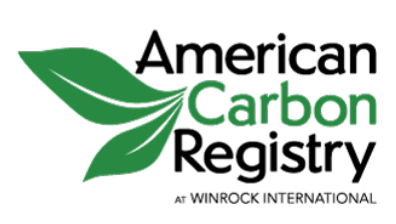 American
Carbon
Registry
AT WINROCK INTERNATIONAL